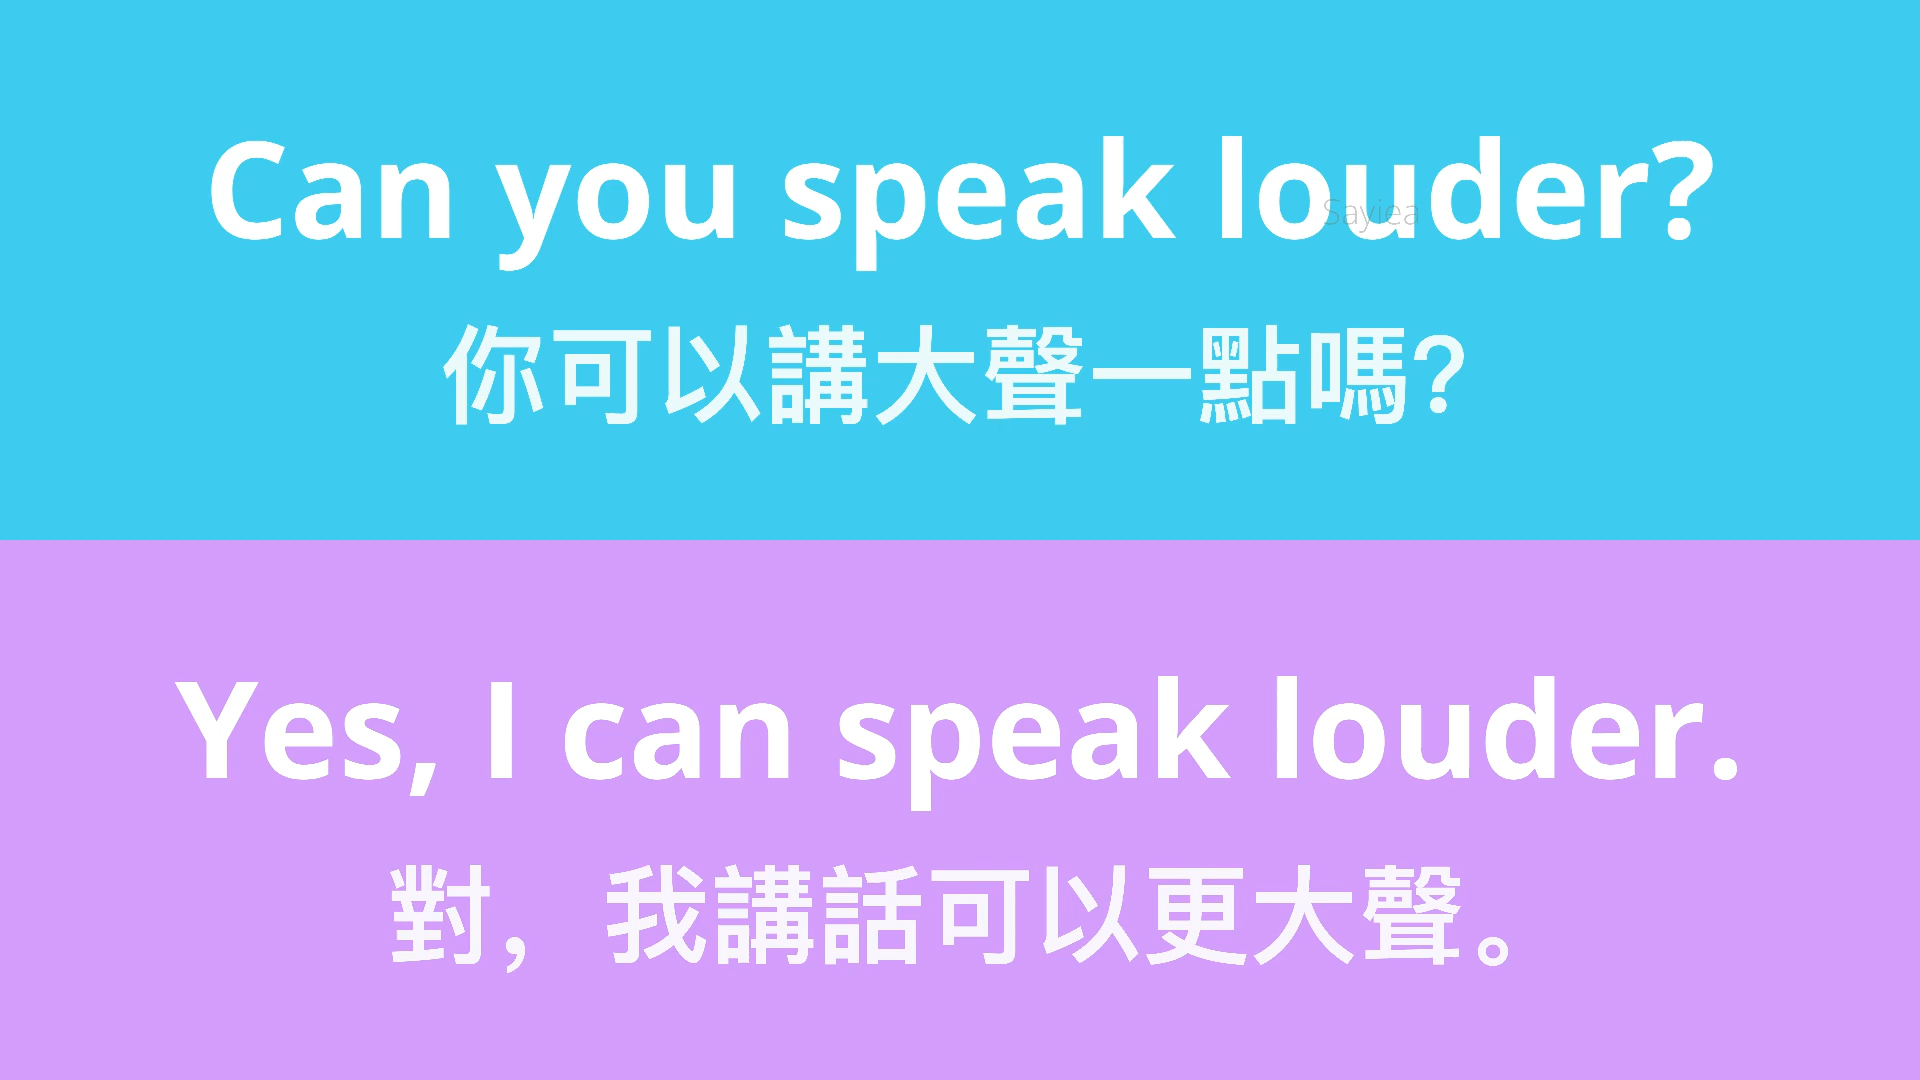 Can you speak louder?
Sayiea
你可以講大聲一點嗎?
Yes, I can speak louder.
對，我講話可以更大聲。